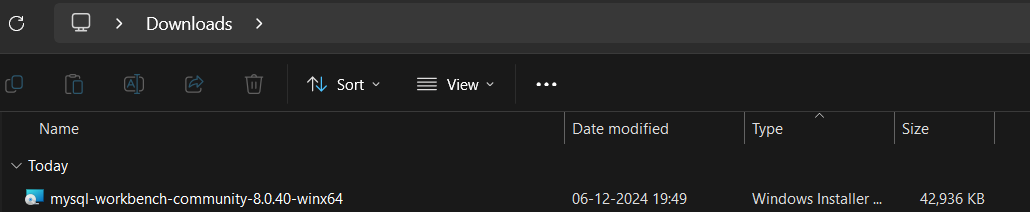 Downloads
Sort View
Name Date modified Type Size
Today
mysql-workbench-community-8.0.40-winx64 06-12-2024 19:49 Windows Installer ... 42,936 KB